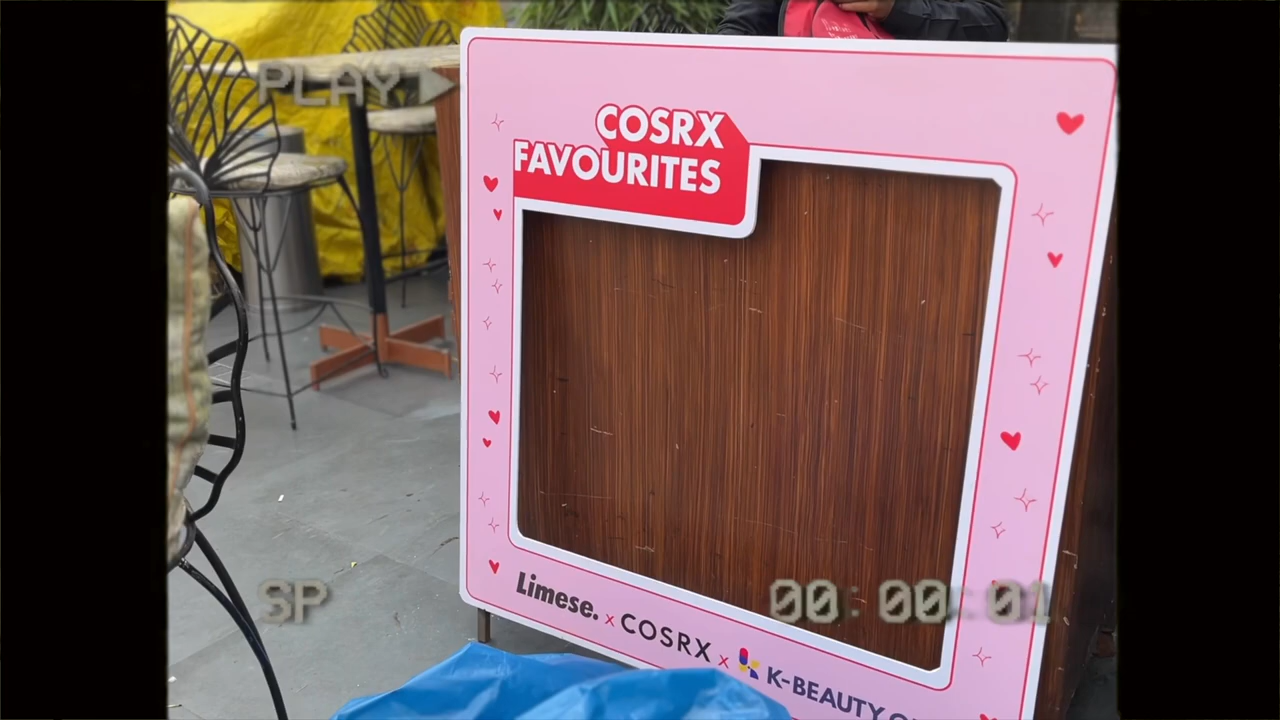 PLAY
COSRX
FAVOURITES
SP
00:00:01
Limese. x COSRX x K-BEAUTY